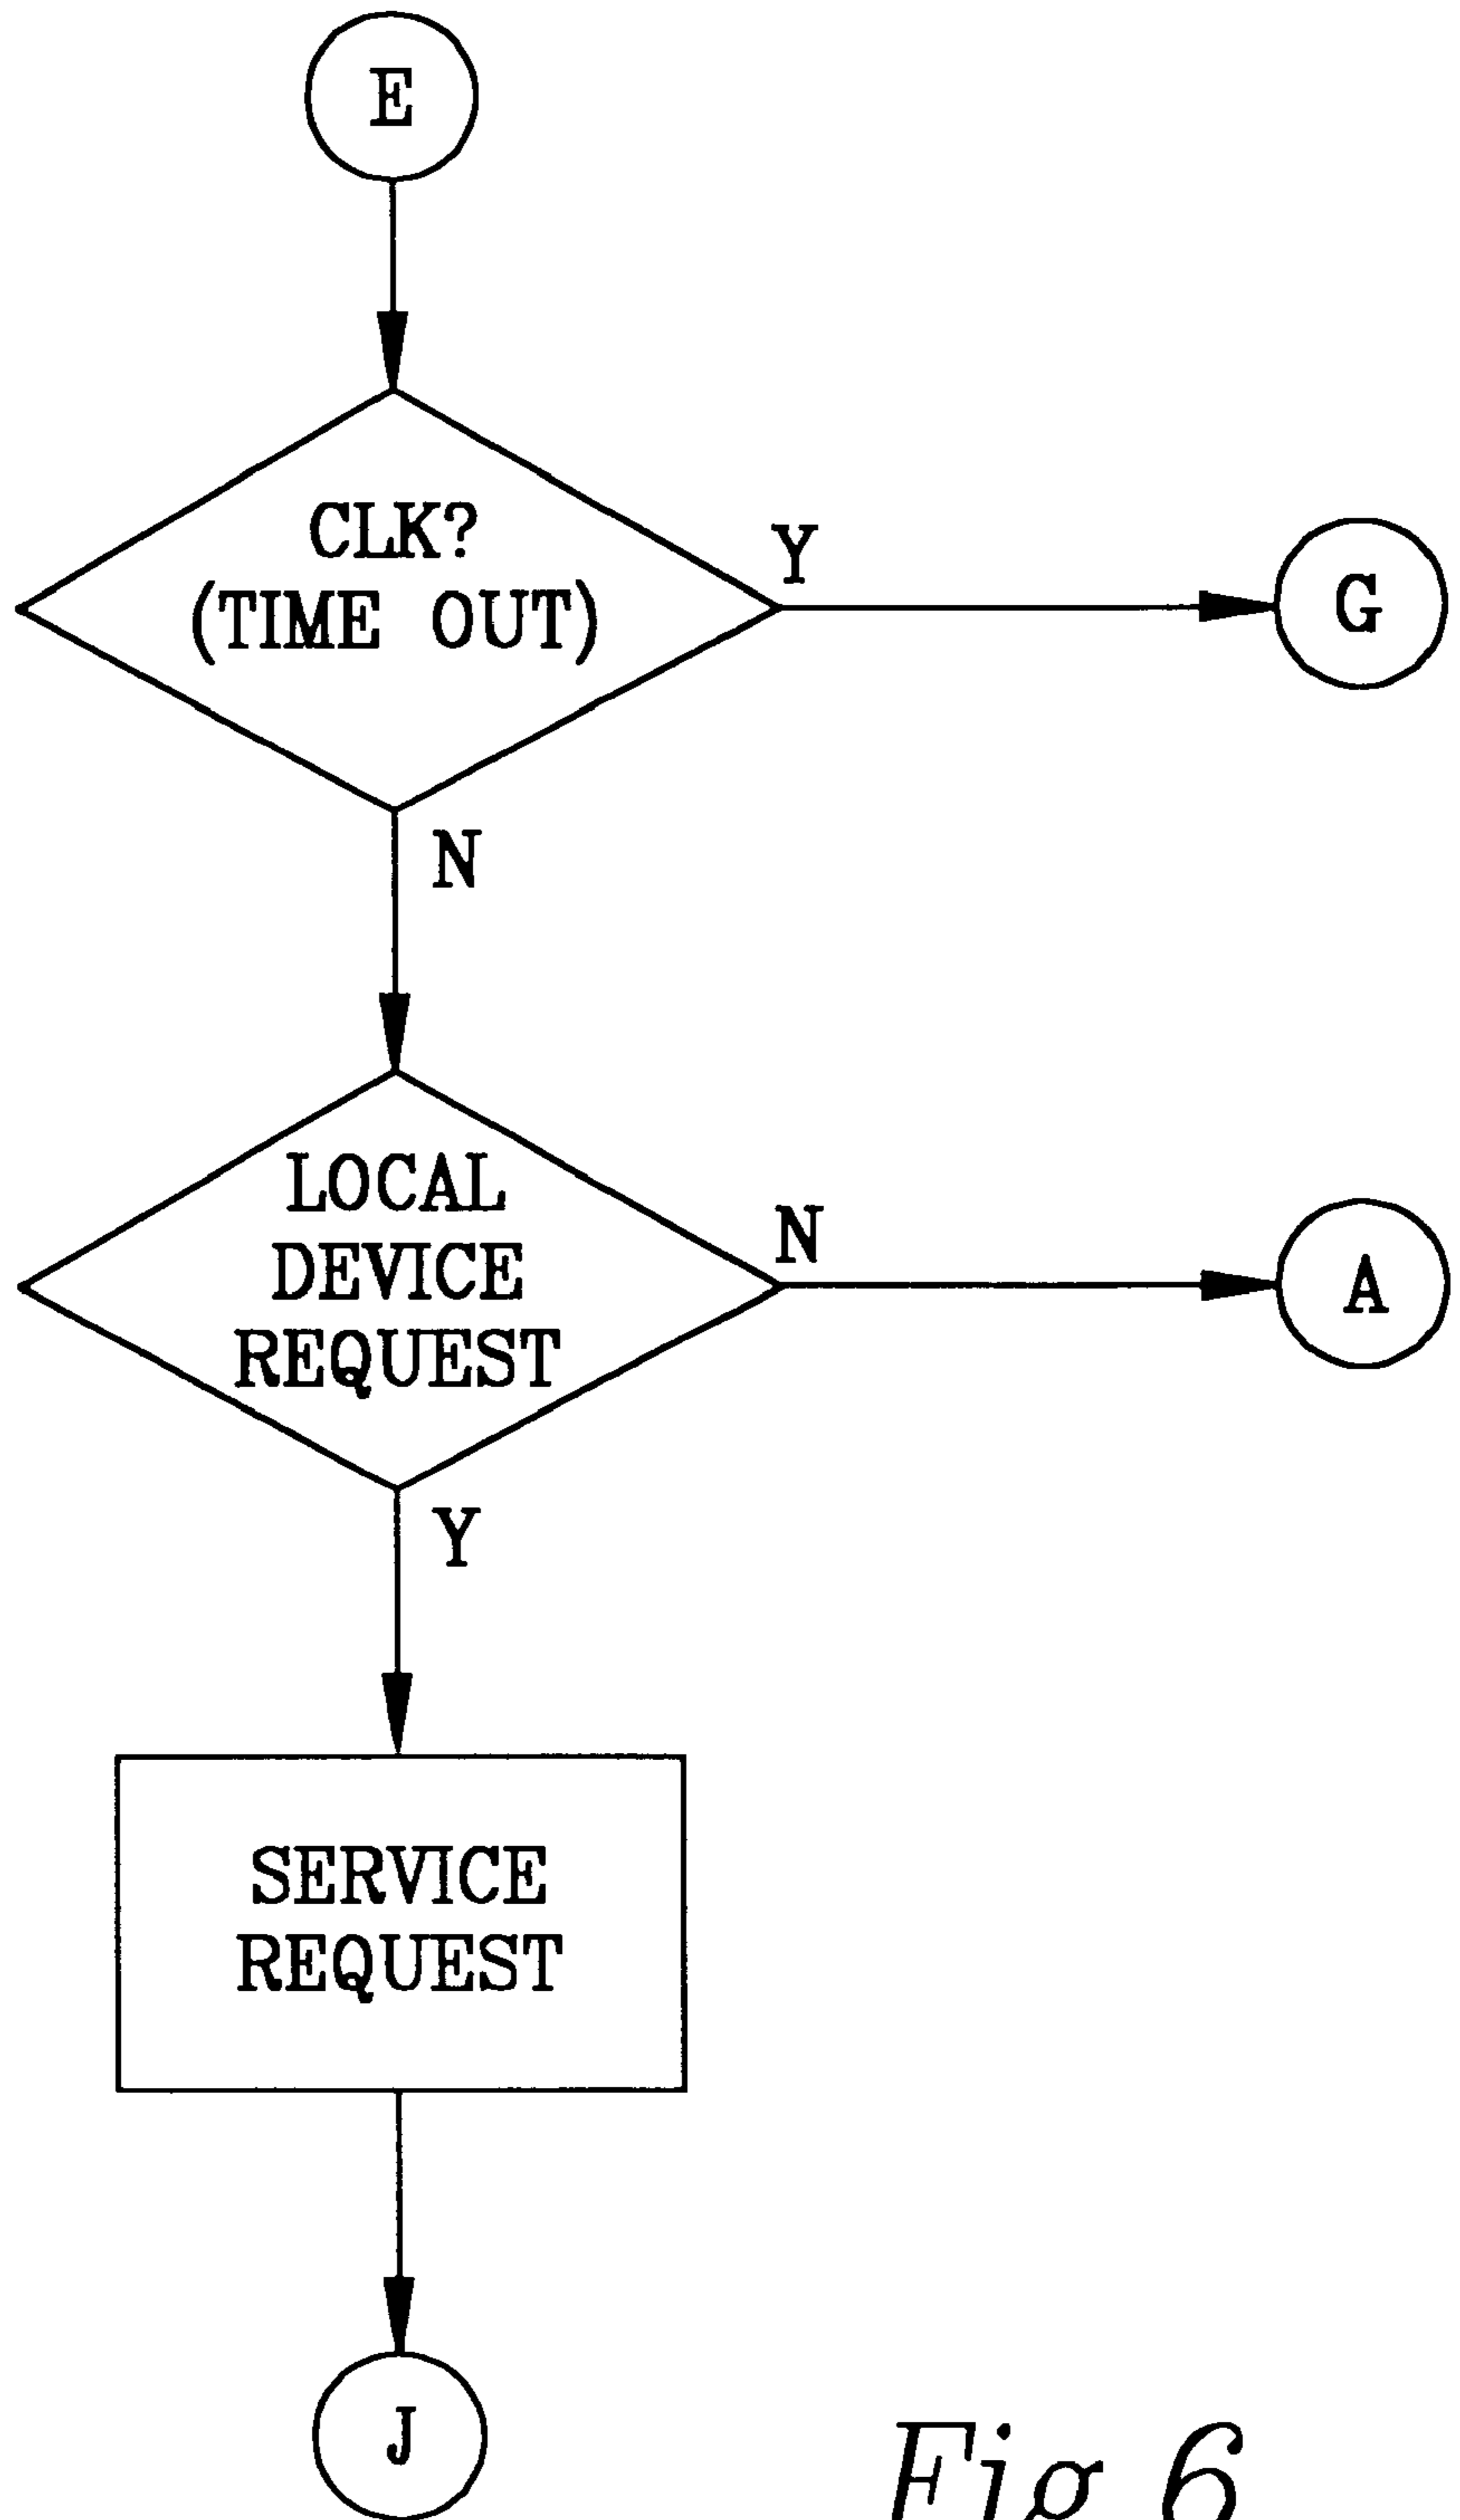 E
CLK?
(TIME OUT)
Y
G
N
LOCAL
DEVICE
REQUEST
N
A
Y
SERVICE
REQUEST
J
Fig 6